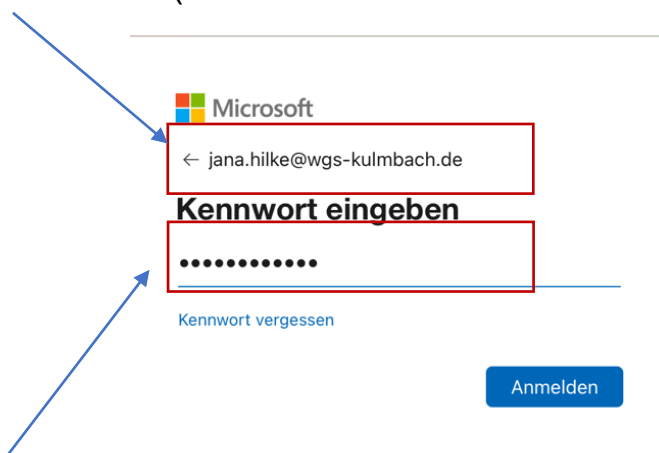 (
Microsoft
← jana.hilke@wgs-kulmbach.de
Kennwort eingeben
••••••••••••
Kennwort vergessen
Anmelden